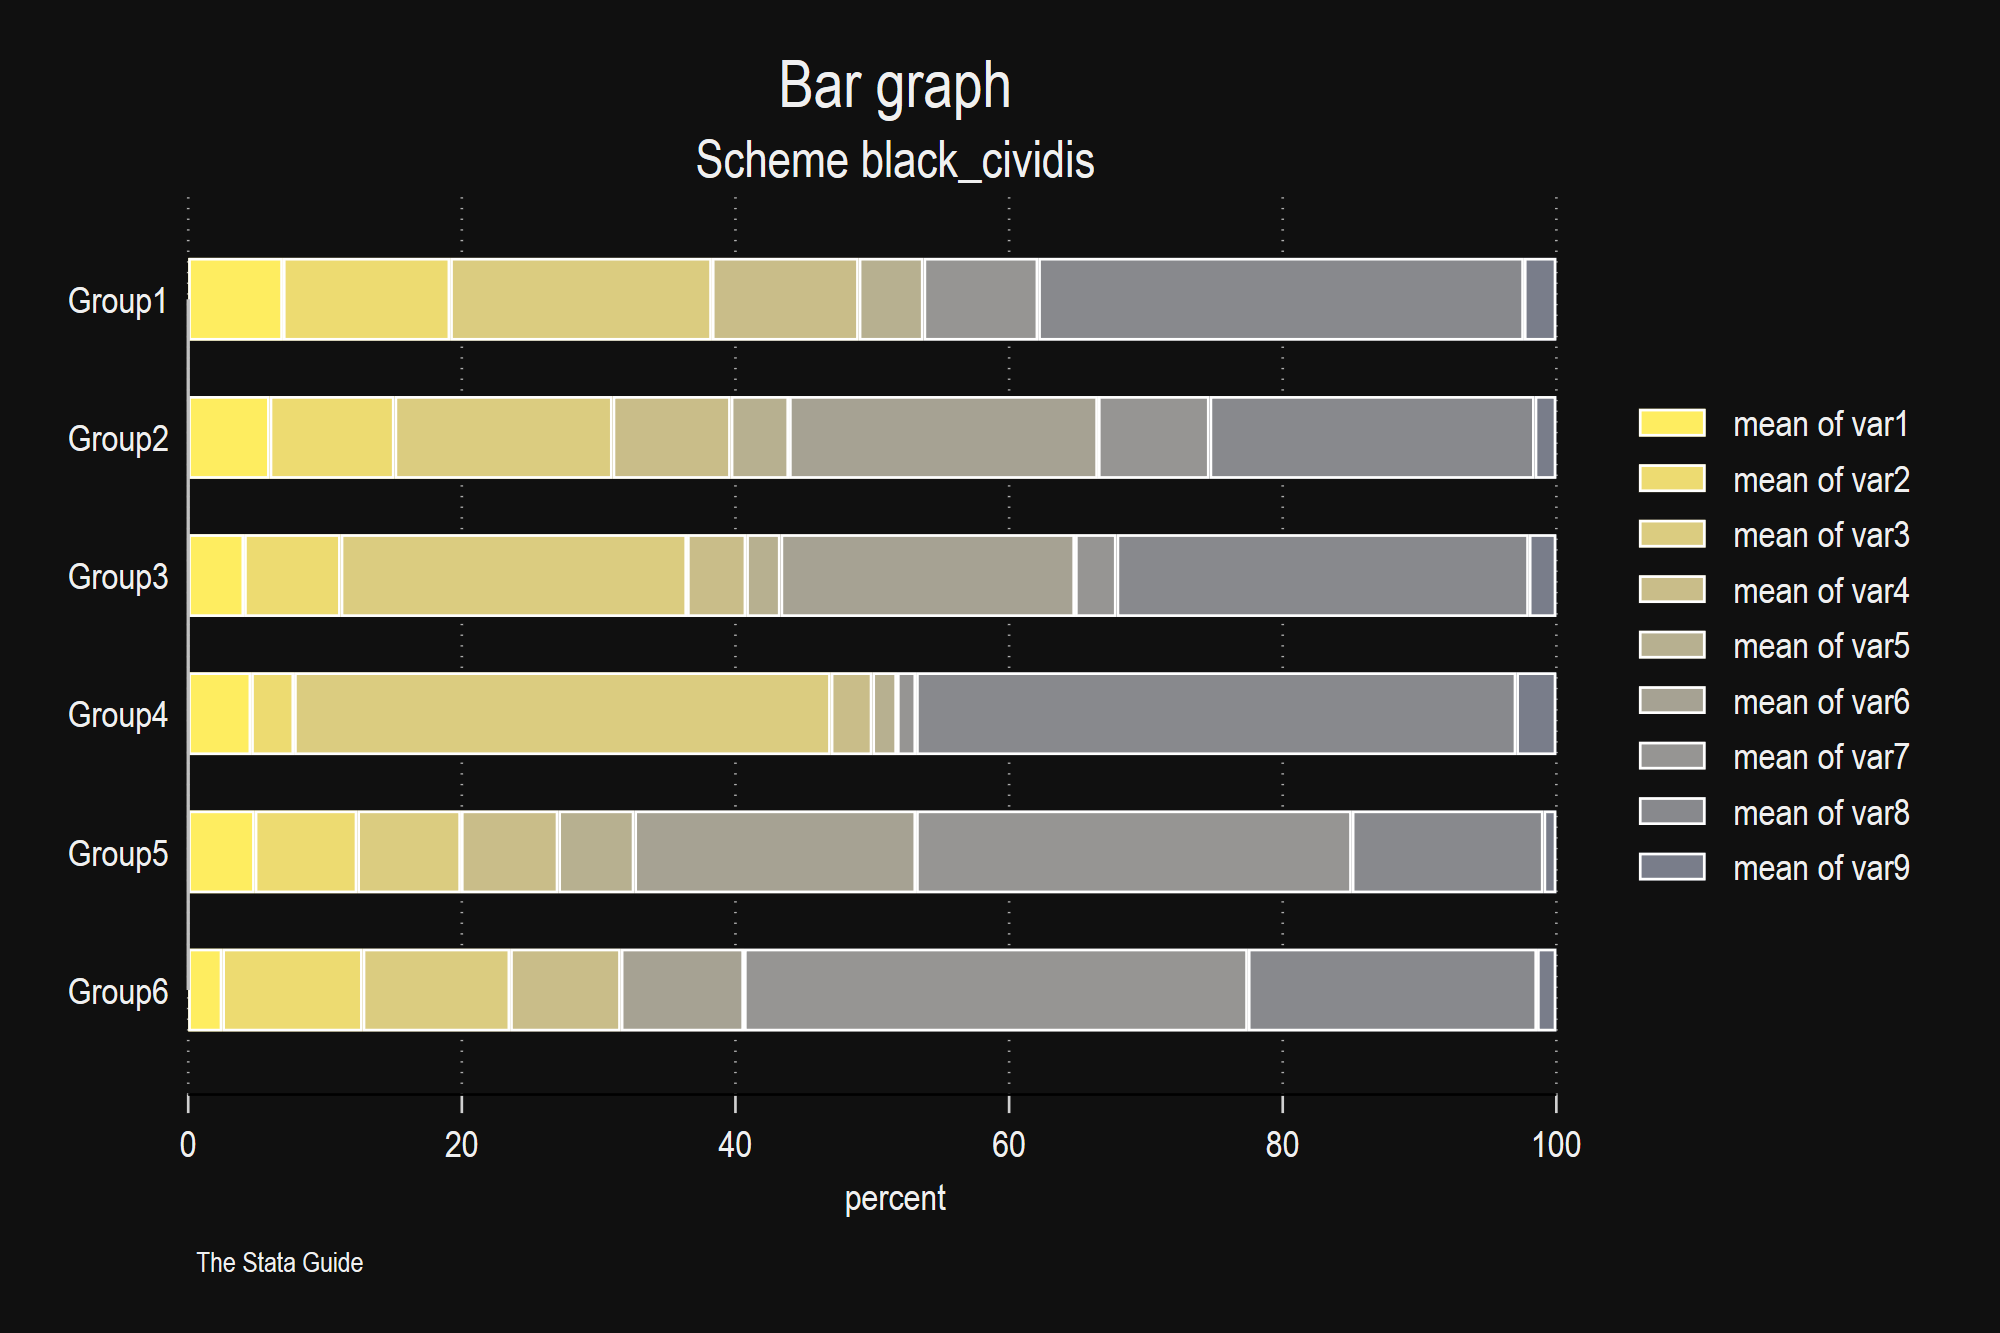 Bar graph
Scheme black_cividis
Group1
Group2
Group3
Group4
Group5
Group6
0 20 40 60 80 100
percent
mean of var1
mean of var2
mean of var3
mean of var4
mean of var5
mean of var6
mean of var7
mean of var8
mean of var9
The Stata Guide